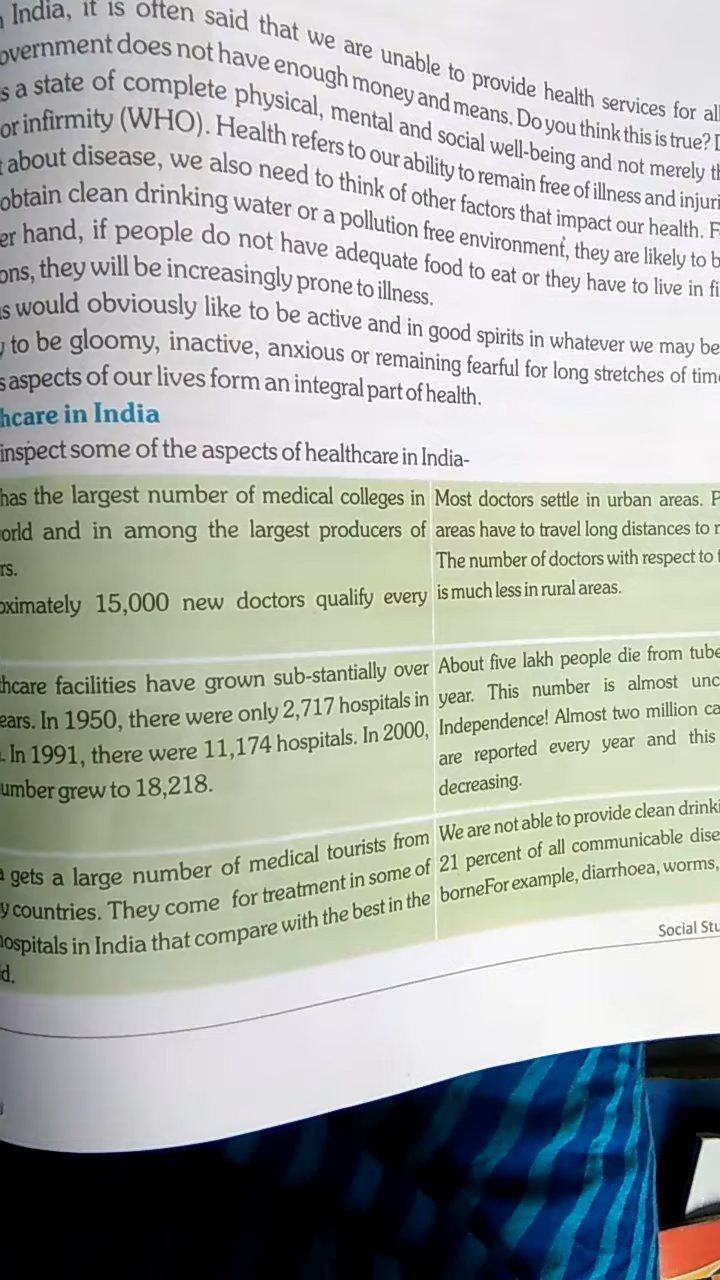 India, it is often said that we are unable to provide health services for all
overnment does not have enough money and means. Do you think this is true?
s a state of complete physical, mental and social well-being and not merely
or infirmity (WHO). Health refers to our ability to remain free of illness and injuri
about disease, we also need to think of other factors that impact our health.
obtain clean drinking water or a pollution free environment, they are likely to b
er hand, if people do not have adequate food to eat or they have to live in
ons, they will be increasingly prone to illness.
s would obviously like to be active and in good spirits in whatever we may be
to be gloomy, inactive, anxious or remaining fearful for long stretches of time
s aspects of our lives form an integral part of health.
hcare in India
inspect some of the aspects of healthcare in India-
has the largest number of medical colleges in
orld and in among the largest producers of
rs.
oximately 15,000 new doctors qualify every
Most doctors settle in urban areas. P
areas have to travel long distances to r
The number of doctors with respect to
is much less in rural areas.
thcare facilities have grown sub-stantially over
ears. In 1950, there were only 2,717 hospitals in
. In 1991, there were 11,174 hospitals. In 2000,
umber grew to 18,218.
About five lakh people die from tube
year. This number is almost unc
Independence! Almost two million ca
are reported every year and this
decreasing.
gets a large number of medical tourists from
y countries. They come for treatment in some of
hospitals in India that compare with the best in the
d.
We are not able to provide clean drinki
21 percent of all communicable dise
borneFor example, diarrhoea, worms,
Social Stu